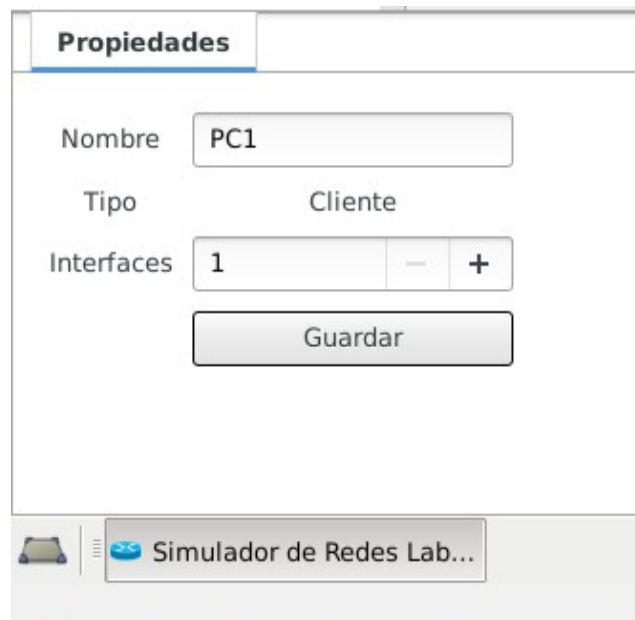 Propiedades
Nombre PC1
Tipo Cliente
Interfaces 1 − +
Guardar
Simulador de Redes Lab...